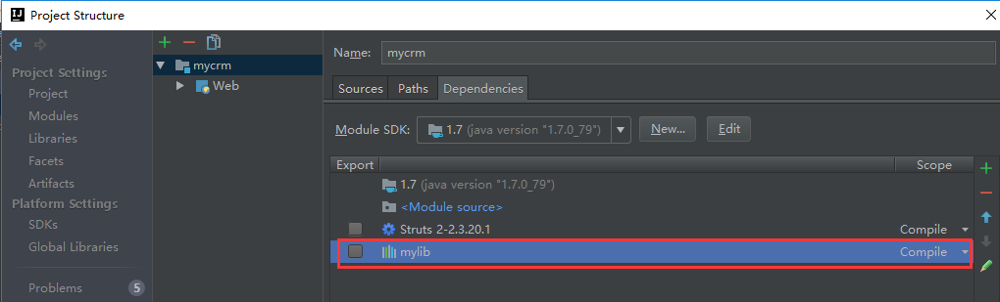 IJ Project Structure
Name: mycrm
Project Settings
Project
Modules
Libraries
Facets
Artifacts
Platform Settings
SDKs
Global Libraries
Problems 5
mycrm
Web
Sources Paths Dependencies
Module SDK: 1.7 (java version "1.7.0_79") New... Edit
Export Scope
1.7 (java version "1.7.0_79")
<Module source>
Struts 2-2.3.20.1 Compile
mylib Compile